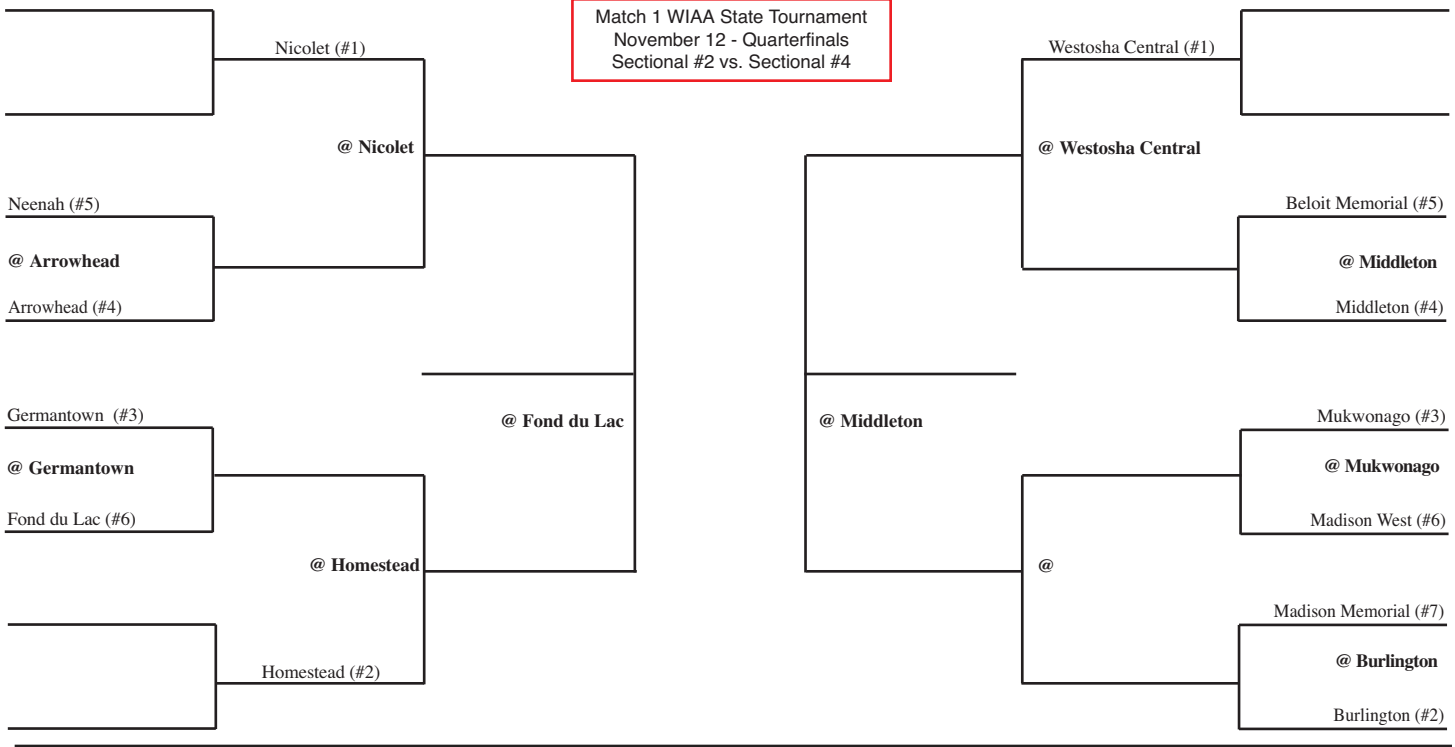 Match 1 WIAA State Tournament
November 12 - Quarterfinals
Sectional #2 vs. Sectional #4
Nicolet (#1)
@ Nicolet
Neenah (#5)
@ Arrowhead
Arrowhead (#4)
Germantown (#3)
@ Fond du Lac
@ Germantown
Fond du Lac (#6)
@ Homestead
Homestead (#2)
Westosha Central (#1)
@ Westosha Central
Beloit Memorial (#5)
@ Middleton
Middleton (#4)
@ Middleton
Mukwonago (#3)
@ Mukwonago
Madison West (#6)
@
Madison Memorial (#7)
@ Burlington
Burlington (#2)